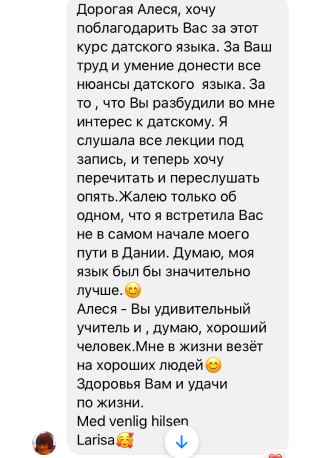 Дорогая Алеся, хочу
поблагодарить Вас за этот
курс датского языка. За Ваш
труд и умение донести все
нюансы датского  языка. За
то , что Вы разбудили во мне
интерес к датскому. Я
слушала все лекции под
запись, и теперь хочу
перечитать и переслушать
опять.Жалею только об
одном, что я встретила Вас
не в самом начале моего
пути в Дании. Думаю, моя
язык был бы значительно
лучше.😊
Алеся - Вы удивительный
учитель и , думаю, хороший
человек.Мне в жизни везёт
на хороших людей😊
Здоровья Вам и удачи
по жизни.
Med venlig hilsen
Larisa🥰